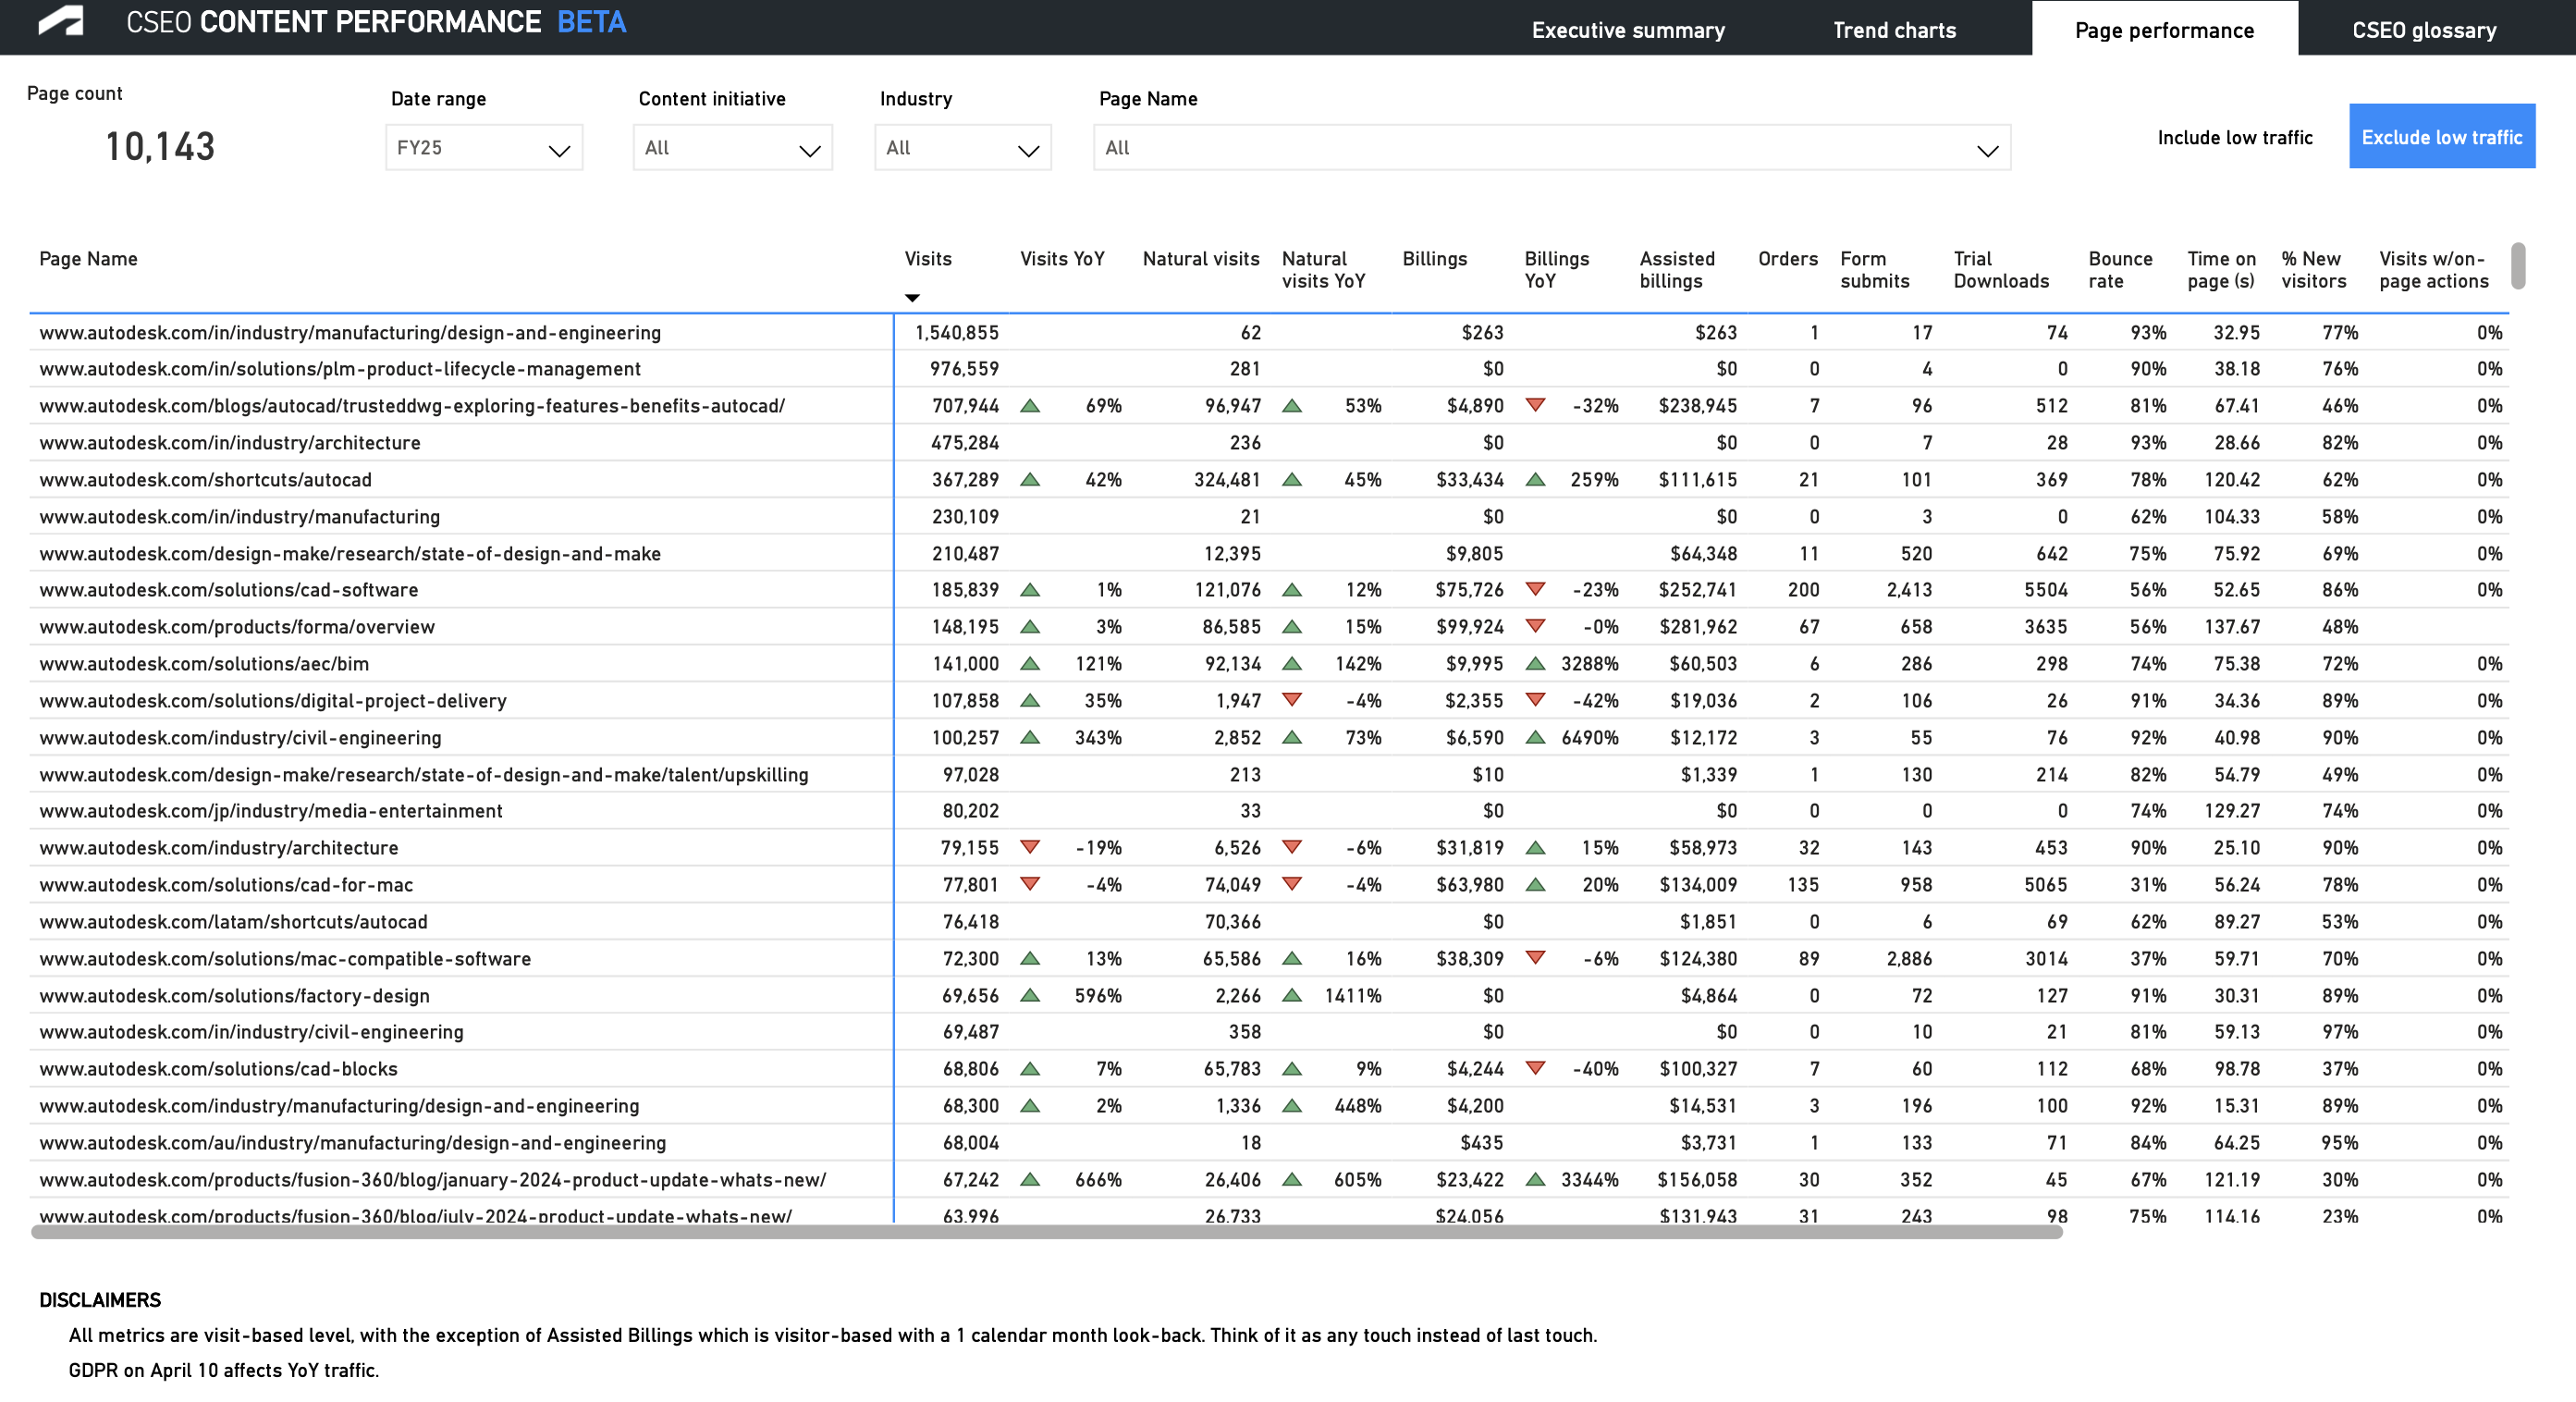 CSEO CONTENT PERFORMANCE BETA
Executive summary Trend charts Page performance CSEO glossary
Page count
10,143
Date range Content initiative Industry Page Name
FY25 All All All
Include low traffic Exclude low traffic
Page Name Visits Visits YoY Natural visits Natural visits YoY Billings Billings YoY Assisted billings Orders Form submits Trial Downloads Bounce rate Time on page (s) % New visitors Visits w/on-page actions
www.autodesk.com/in/industry/manufacturing/design-and-engineering 1,540,855 62 $263 $263 1 17 74 93% 32.95 77% 0%
www.autodesk.com/in/solutions/plm-product-lifecycle-management 976,559 281 $0 $0 0 4 0 90% 38.18 76% 0%
www.autodesk.com/blogs/autocad/trusteddwg-exploring-features-benefits-autocad/ 707,944 69% 96,947 53% $4,890 -32% $238,945 7 96 512 81% 67.41 46% 0%
www.autodesk.com/in/industry/architecture 475,284 236 $0 $0 0 7 28 93% 28.66 82% 0%
www.autodesk.com/shortcuts/autocad 367,289 42% 324,481 45% $33,434 259% $111,615 21 101 369 78% 120.42 62% 0%
www.autodesk.com/in/industry/manufacturing 230,109 21 $0 $0 0 3 0 62% 104.33 58% 0%
www.autodesk.com/design-make/research/state-of-design-and-make 210,487 12,395 $9,805 $64,348 11 520 642 75% 75.92 69% 0%
www.autodesk.com/solutions/cad-software 185,839 1% 121,076 12% $75,726 -23% $252,741 200 2,413 5504 56% 52.65 86% 0%
www.autodesk.com/products/forma/overview 148,195 3% 86,585 15% $99,924 -0% $281,962 67 658 3635 56% 137.67 48%
www.autodesk.com/solutions/aec/bim 141,000 121% 92,134 142% $9,995 3288% $60,503 6 286 298 74% 75.38 72% 0%
www.autodesk.com/solutions/digital-project-delivery 107,858 35% 1,947 -4% $2,355 -42% $19,036 2 106 26 91% 34.36 89% 0%
www.autodesk.com/industry/civil-engineering 100,257 343% 2,852 73% $6,590 6490% $12,172 3 55 76 92% 40.98 90% 0%
www.autodesk.com/design-make/research/state-of-design-and-make/talent/upskilling 97,028 213 $10 $1,339 1 130 214 82% 54.79 49% 0%
www.autodesk.com/jp/industry/media-entertainment 80,202 33 $0 $0 0 0 0 74% 129.27 74% 0%
www.autodesk.com/industry/architecture 79,155 -19% 6,526 -6% $31,819 15% $58,973 32 143 453 90% 25.10 90% 0%
www.autodesk.com/solutions/cad-for-mac 77,801 -4% 74,049 -4% $63,980 20% $134,009 135 958 5065 31% 56.24 78% 0%
www.autodesk.com/latam/shortcuts/autocad 76,418 70,366 $0 $1,851 0 6 69 62% 89.27 53% 0%
www.autodesk.com/solutions/mac-compatible-software 72,300 13% 65,586 16% $38,309 -6% $124,380 89 2,886 3014 37% 59.71 70% 0%
www.autodesk.com/solutions/factory-design 69,656 596% 2,266 1411% $0 $4,864 0 72 127 91% 30.31 89% 0%
www.autodesk.com/in/industry/civil-engineering 69,487 358 $0 $0 0 10 21 81% 59.13 97% 0%
www.autodesk.com/solutions/cad-blocks 68,806 7% 65,783 9% $4,244 -40% $100,327 7 60 112 68% 98.78 37% 0%
www.autodesk.com/industry/manufacturing/design-and-engineering 68,300 2% 1,336 448% $4,200 $14,531 3 196 100 92% 15.31 89% 0%
www.autodesk.com/au/industry/manufacturing/design-and-engineering 68,004 18 $435 $3,731 1 133 71 84% 64.25 95% 0%
www.autodesk.com/products/fusion-360/blog/january-2024-product-update-whats-new/ 67,242 666% 26,406 605% $23,422 3344% $156,058 30 352 45 67% 121.19 30% 0%
www.autodesk.com/products/fusion-360/blog/july-2024-product-update-whats-new/ 63,996 26,733 $24,056 $131,943 31 243 98 75% 114.16 23% 0%
DISCLAIMERS
All metrics are visit-based level, with the exception of Assisted Billings which is visitor-based with a 1 calendar month look-back. Think of it as any touch instead of last touch.
GDPR on April 10 affects YoY traffic.